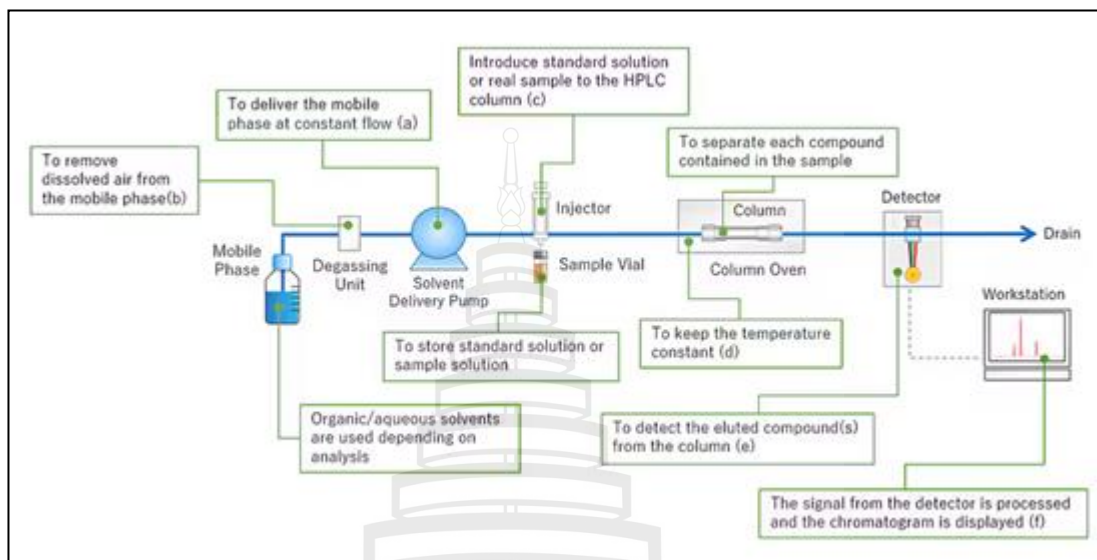 Introduce standard solution
or real sample to the HPLC
column (c)
To deliver the mobile
phase at constant flow (a)
To separate each compound
contained in the sample
To remove
dissolved air from
the mobile phase(b)
Injector
Column
Detector
Mobile
Phase
Drain
Degassing
Unit
Solvent
Delivery Pump
Sample Vial
Column Oven
Workstation
To store standard solution or
sample solution
To keep the temperature
constant (d)
Organic/aqueous solvents
are used depending on
analysis
To detect the eluted compound(s)
from the column (e)
The signal from the detector is processed
and the chromatogram is displayed (f)